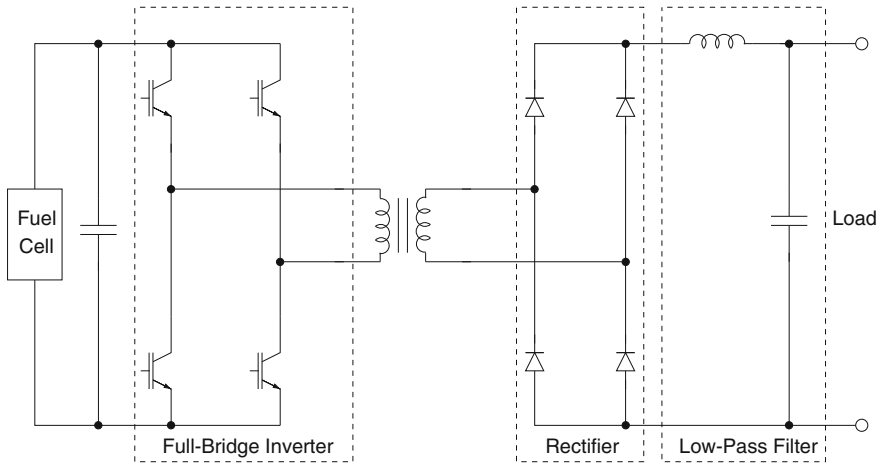 Fuel
Cell
Load
Full-Bridge Inverter
Rectifier
Low-Pass Filter